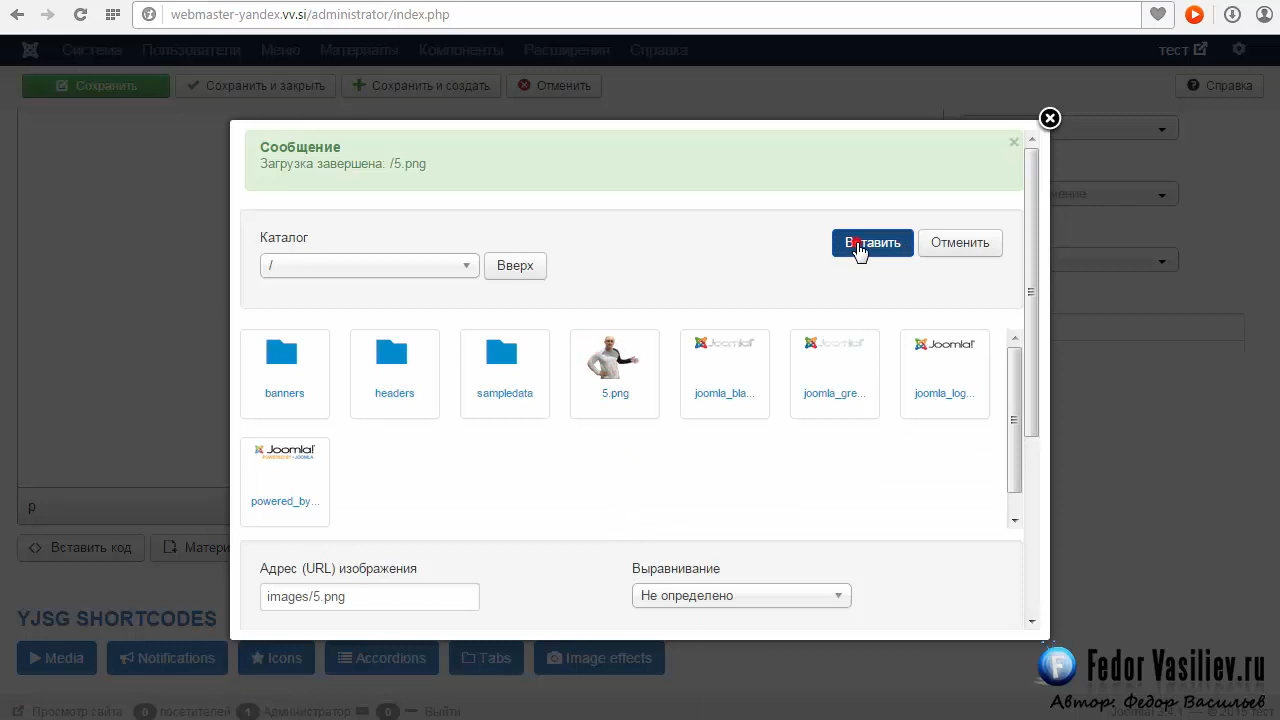 webmaster-yandex.vv.si/administrator/index.php
Система Пользователи Меню Материалы Компоненты Расширения Справка тест
Сохранить Сохранить и закрыть Сохранить и создать Отменить Справка
Сообщение
Загрузка завершена: /5.png
Каталог
Вставить Отменить
/ Вверх
banners headers sampledata 5.png joomla_bla... joomla_gre... joomla_log...
powered_by...
p
Вставить код Матери
Адрес (URL) изображения Выравнивание
images/5.png Не определено
YJSG SHORTCODES
Media Notifications Icons Accordions Tabs Image effects
Fedor Vasiliev.ru
Автор: Федор Васильев
Просмотр сайта 0 посетителей 1 Администратор 0 Выйти